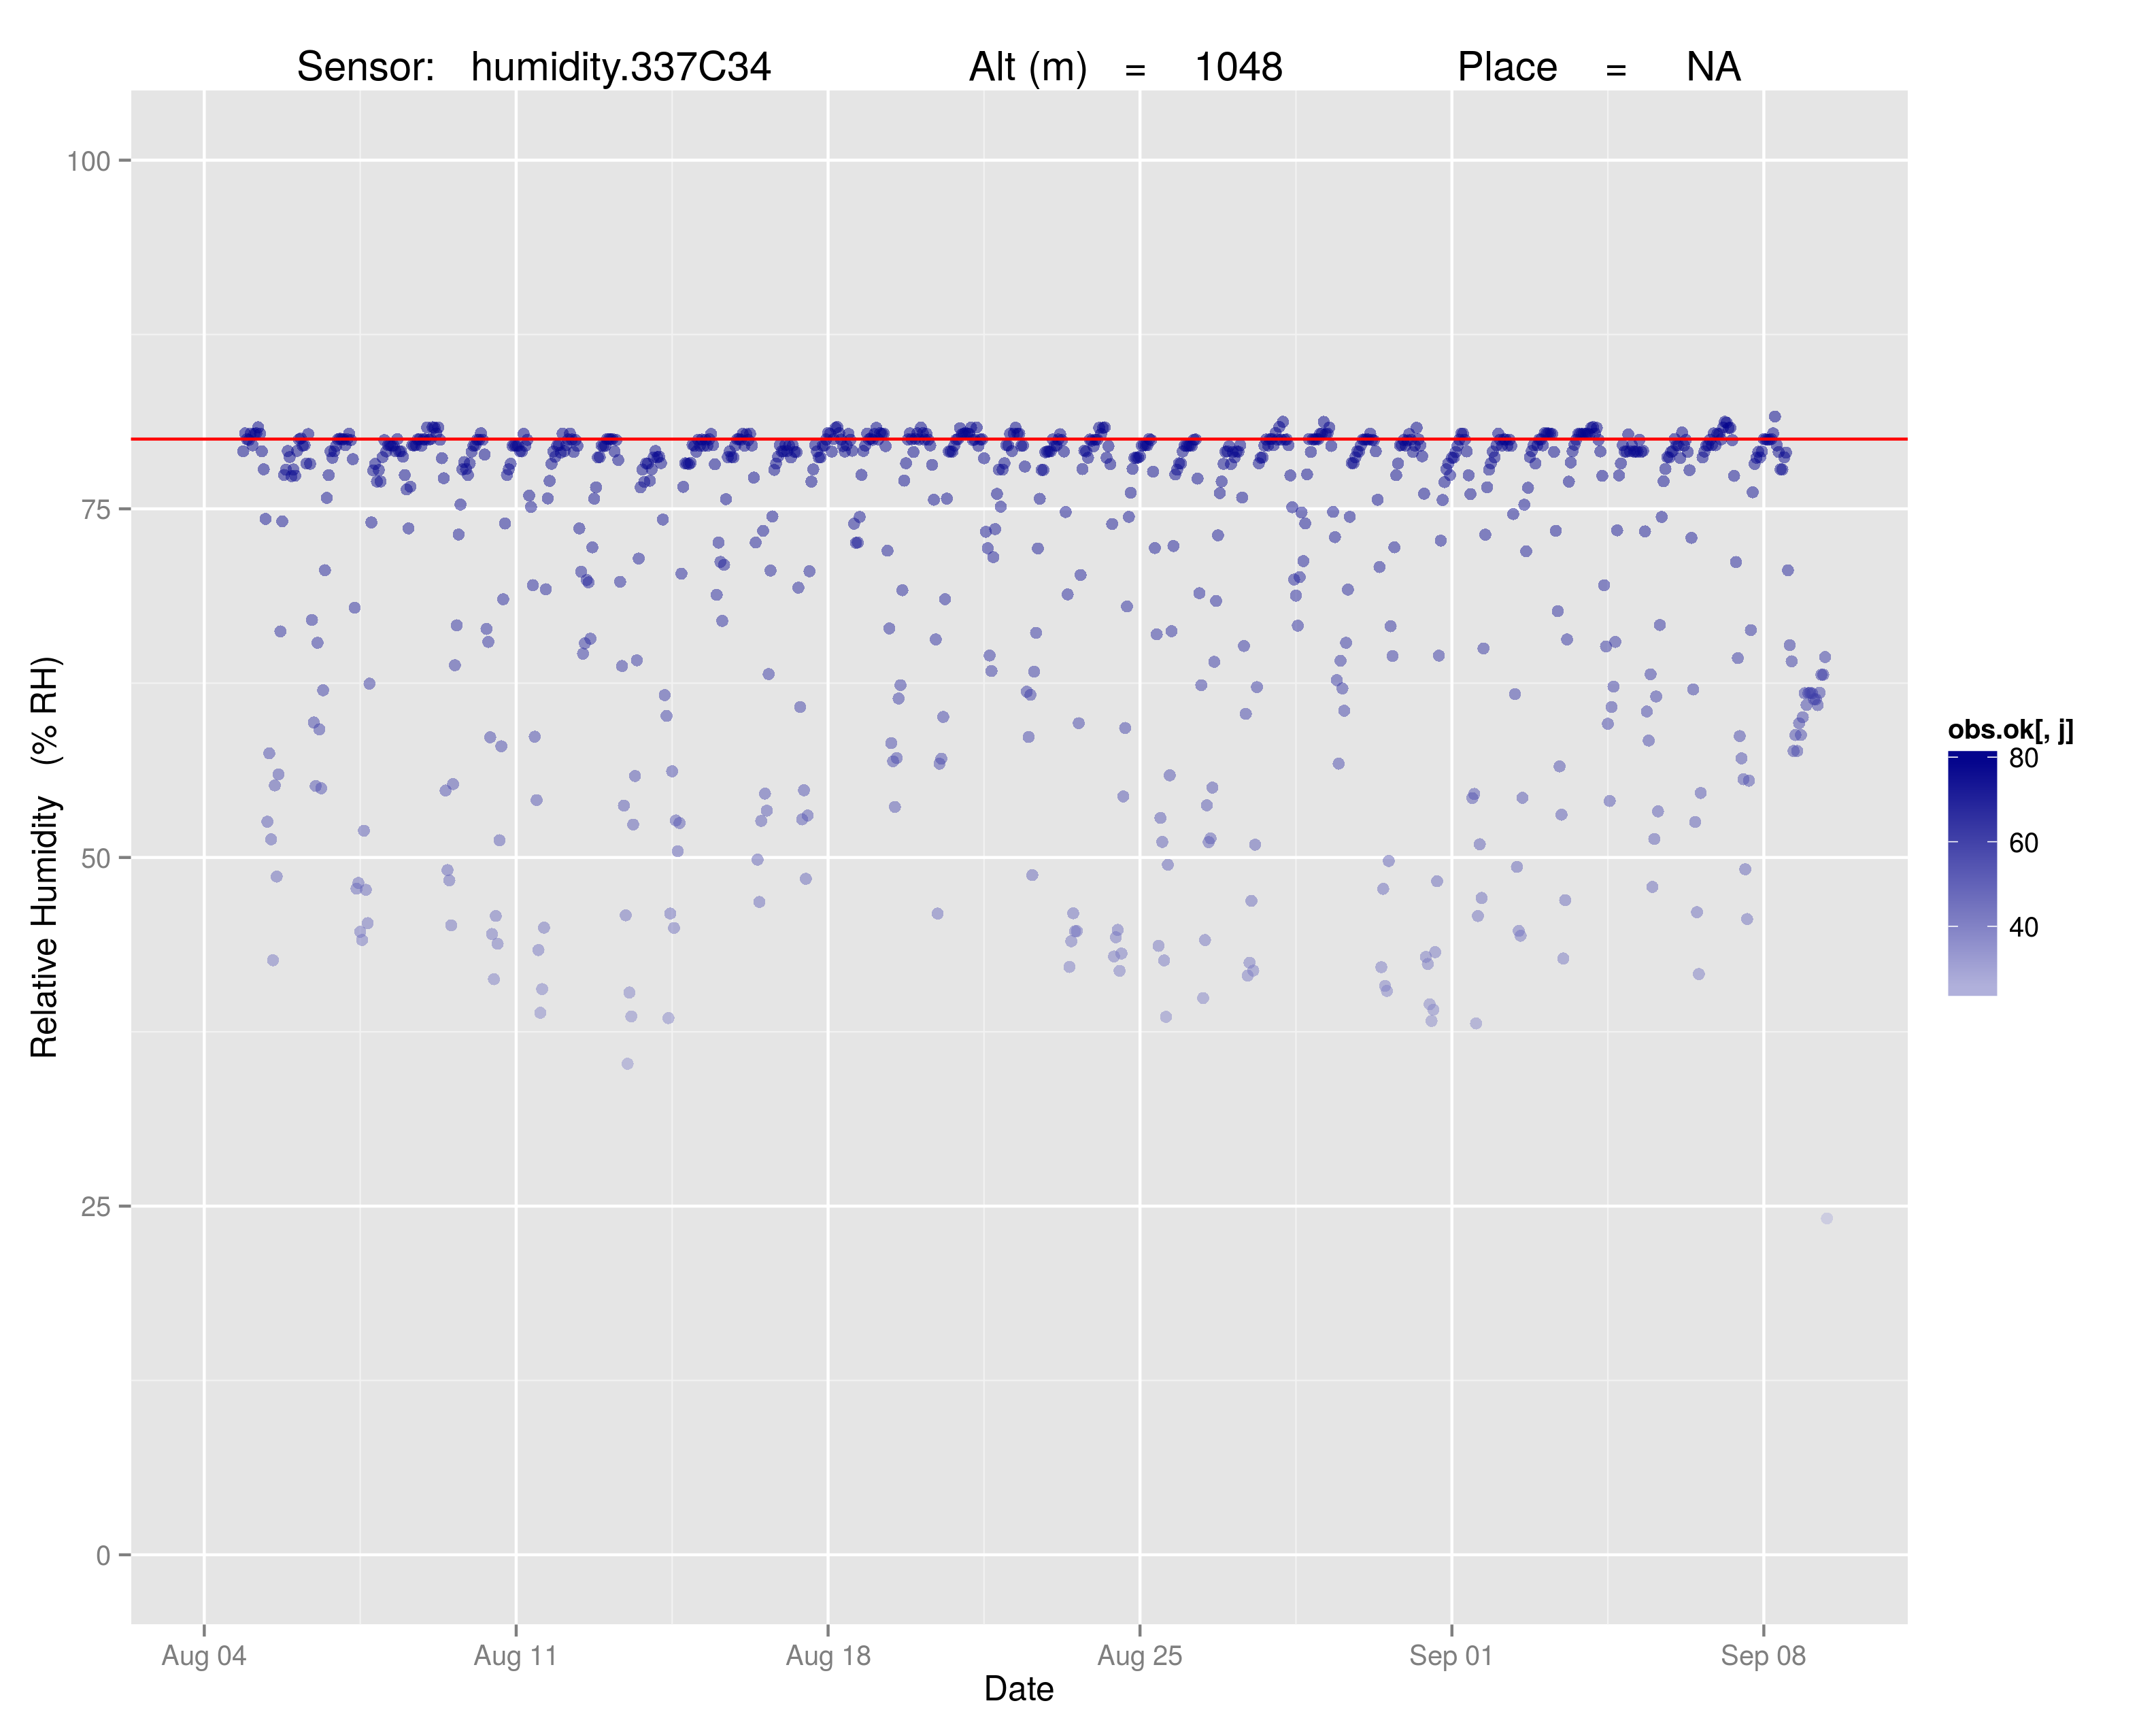 Sensor: humidity.337C34 Alt (m) = 1048 Place = NA
100
75
50
25
0
Relative Humidity (% RH)
Aug 04 Aug 11 Aug 18 Aug 25 Sep 01 Sep 08
Date
obs.ok[, j]
80
60
40